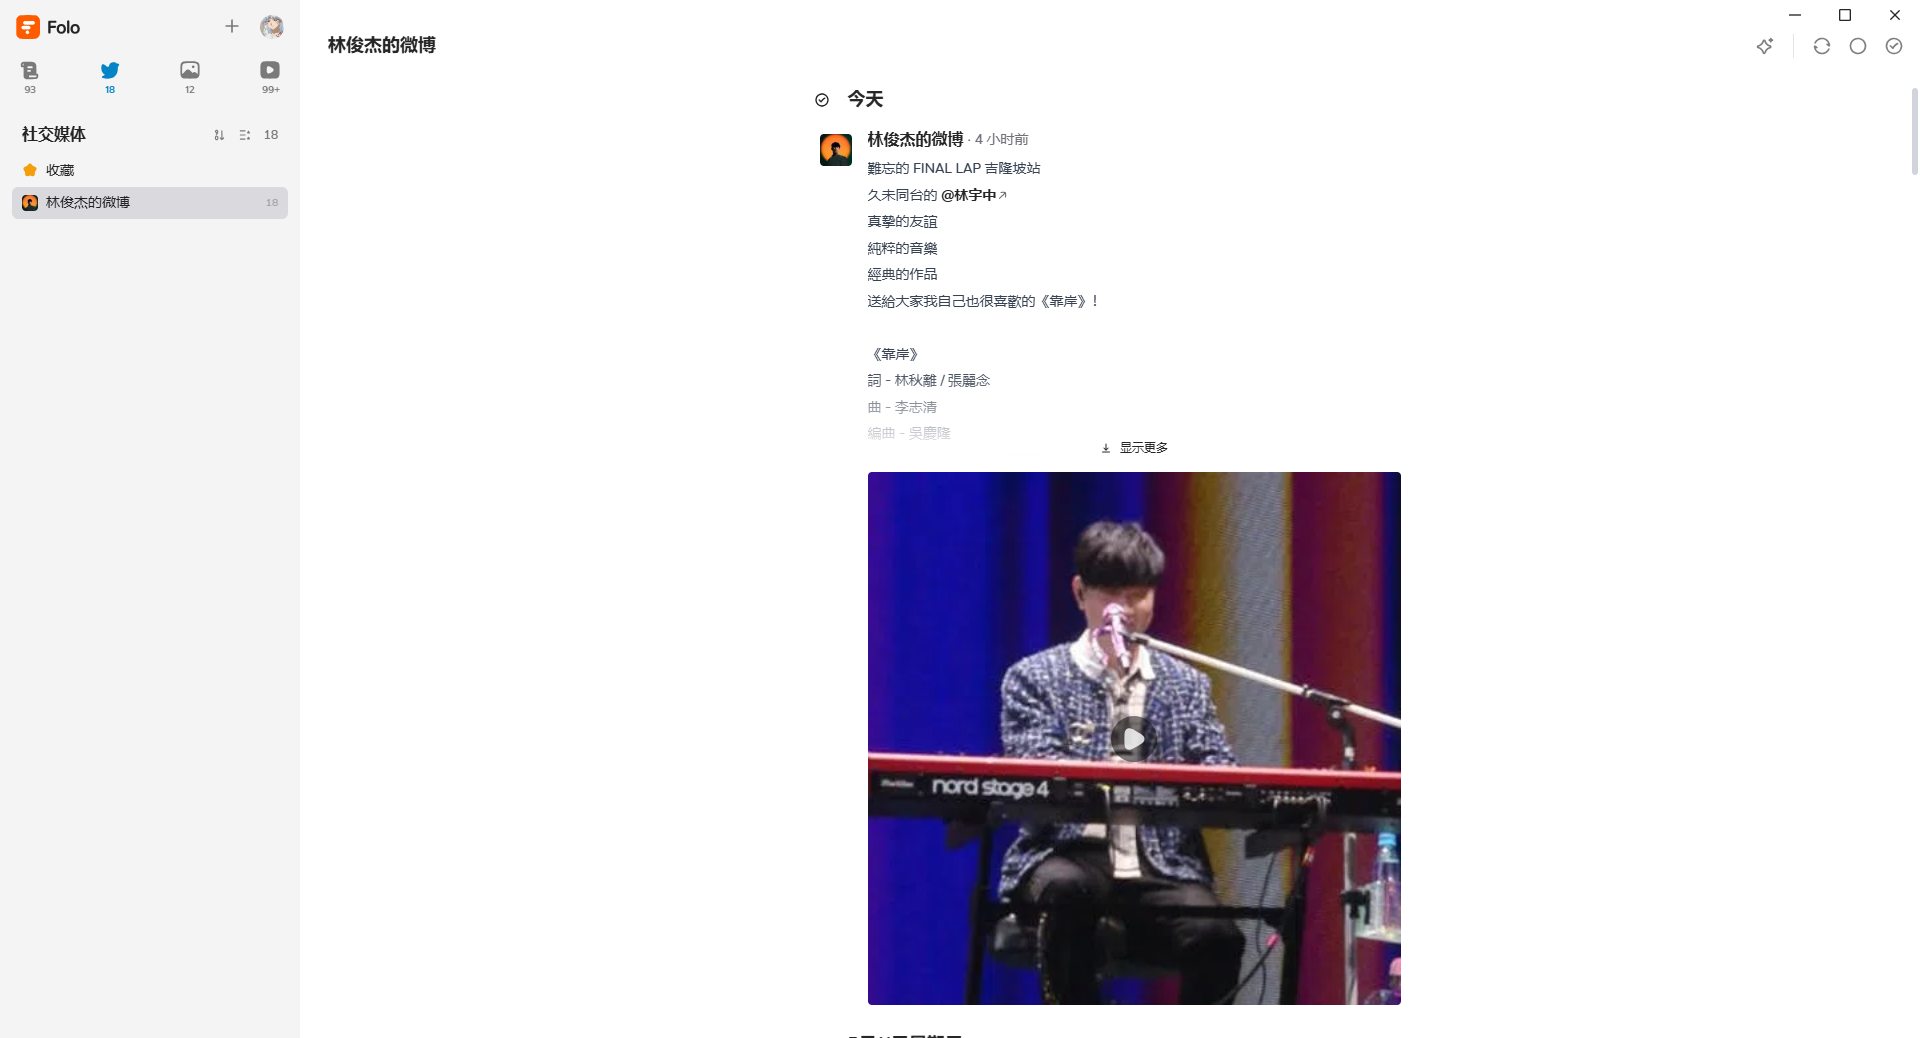 Folo
93
18
12
99+
社交媒体
18
收藏
林俊杰的微博
18
林俊杰的微博
今天
林俊杰的微博 · 4 小时前
難忘的 FINAL LAP 吉隆坡站
久未同台的 @林宇中
真摯的友誼
純粹的音樂
經典的作品
送給大家我自己也很喜歡的《靠岸》！
《靠岸》
詞 - 林秋離 / 張麗念
曲 - 李志清
編曲 - 吳慶隆
显示更多
nord stage 4